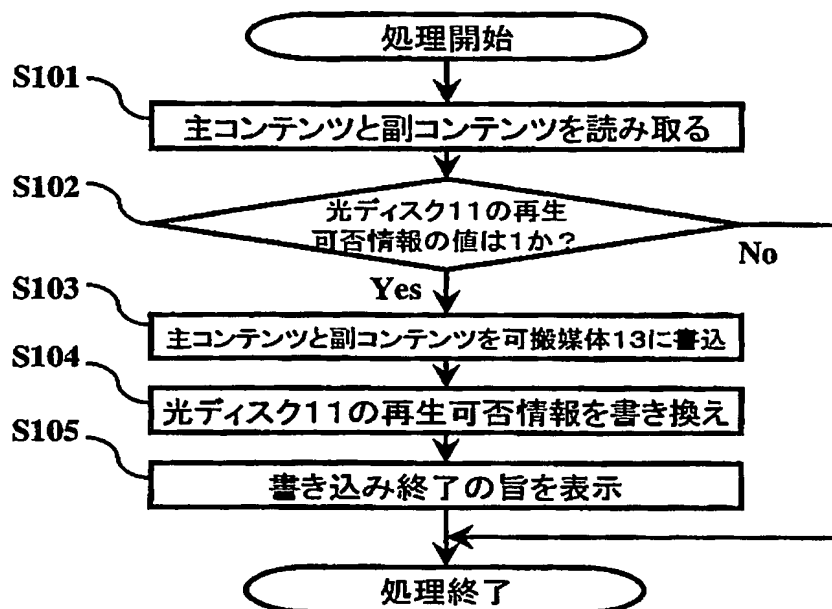 処理開始
S101
主コンテンツと副コンテンツを読み取る
S102
光ディスク11の再生
可否情報の値は1か?
No
Yes
S103
主コンテンツと副コンテンツを可搬媒体13に書込
S104
光ディスク11の再生可否情報を書き換え
S105
書き込み終了の旨を表示
処理終了